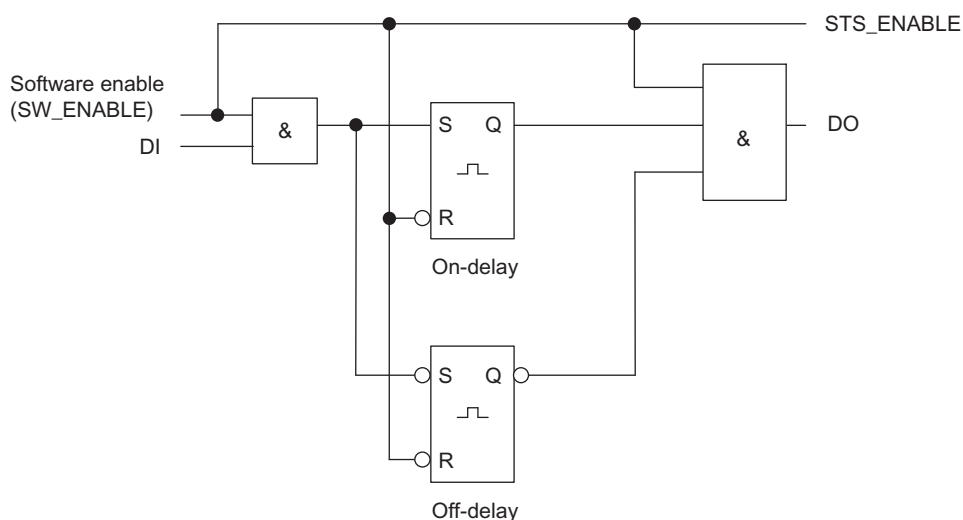 STS_ENABLE
Software enable
(SW_ENABLE)
DI
&
S Q
R
On-delay
&
DO
S Q
R
Off-delay